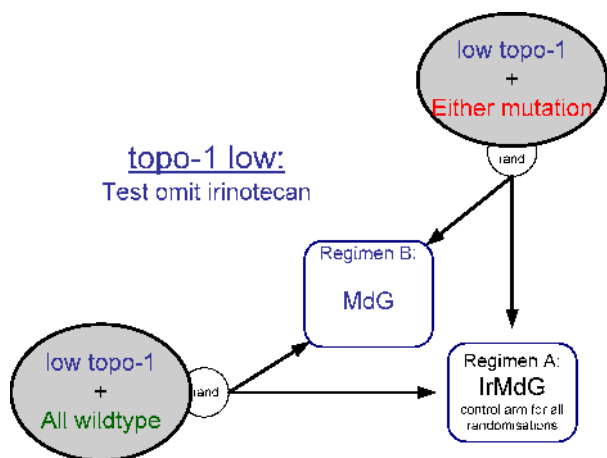 low topo-1
+
Either mutation
rand
topo-1 low:
Test omit irinotecan
Regimen B:
MdG
low topo-1
+
All wildtype
rand
Regimen A:
IrMdG
control arm for all
randomisations